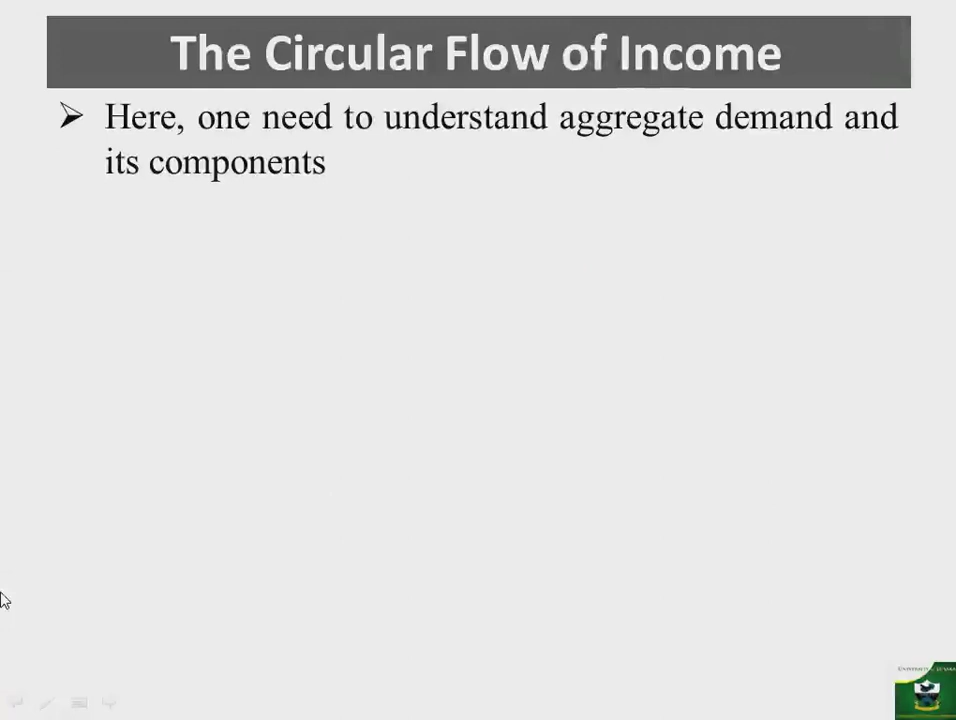 The Circular Flow of Income
➢ Here, one need to understand aggregate demand and
its components